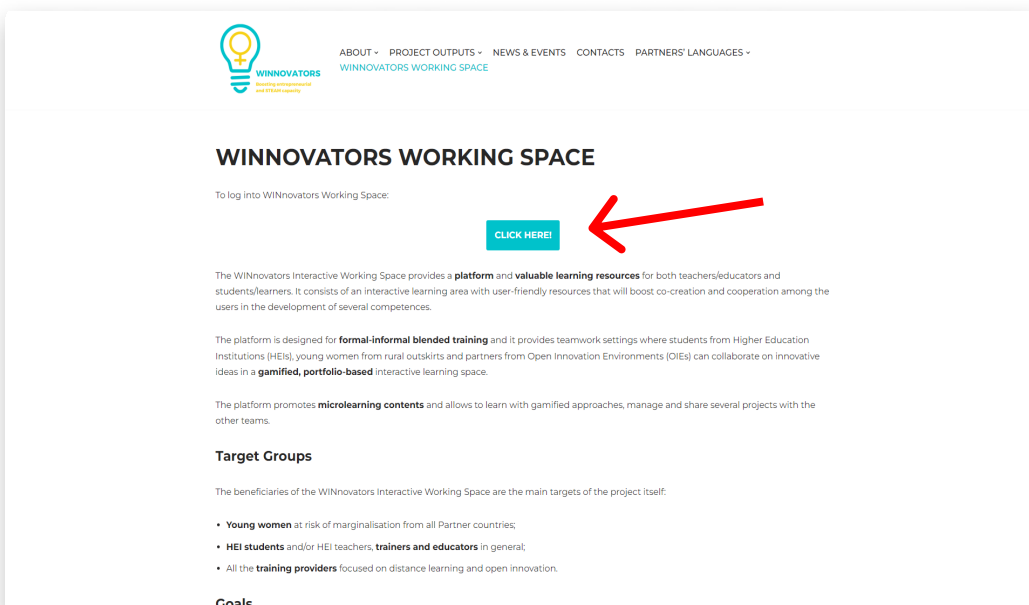 WINNOVATORS
Boosting entrepreneurial
and STEAM capacity
ABOUT
PROJECT OUTPUTS
NEWS & EVENTS
CONTACTS
PARTNERS' LANGUAGES
WINNOVATORS WORKING SPACE
WINNOVATORS WORKING SPACE
To log into WINnovators Working Space:
CLICK HERE!
The WINnovators Interactive Working Space provides a platform and valuable learning resources for both teachers/educators and
students/learners. It consists of an interactive learning area with user-friendly resources that will boost co-creation and cooperation among the
users in the development of several competences.
The platform is designed for formal-informal blended training and it provides teamwork settings where students from Higher Education
Institutions (HEIs), young women from rural outskirts and partners from Open Innovation Environments (OIEs) can collaborate on innovative
ideas in a gamified, portfolio-based interactive learning space.
The platform promotes microlearning contents and allows to learn with gamified approaches, manage and share several projects with the
other teams.
Target Groups
The beneficiaries of the WINnovators Interactive Working Space are the main targets of the project itself:
• Young women at risk of marginalisation from all Partner countries;
• HEI students and/or HEI teachers, trainers and educators in general;
• All the training providers focused on distance learning and open innovation.
Goals